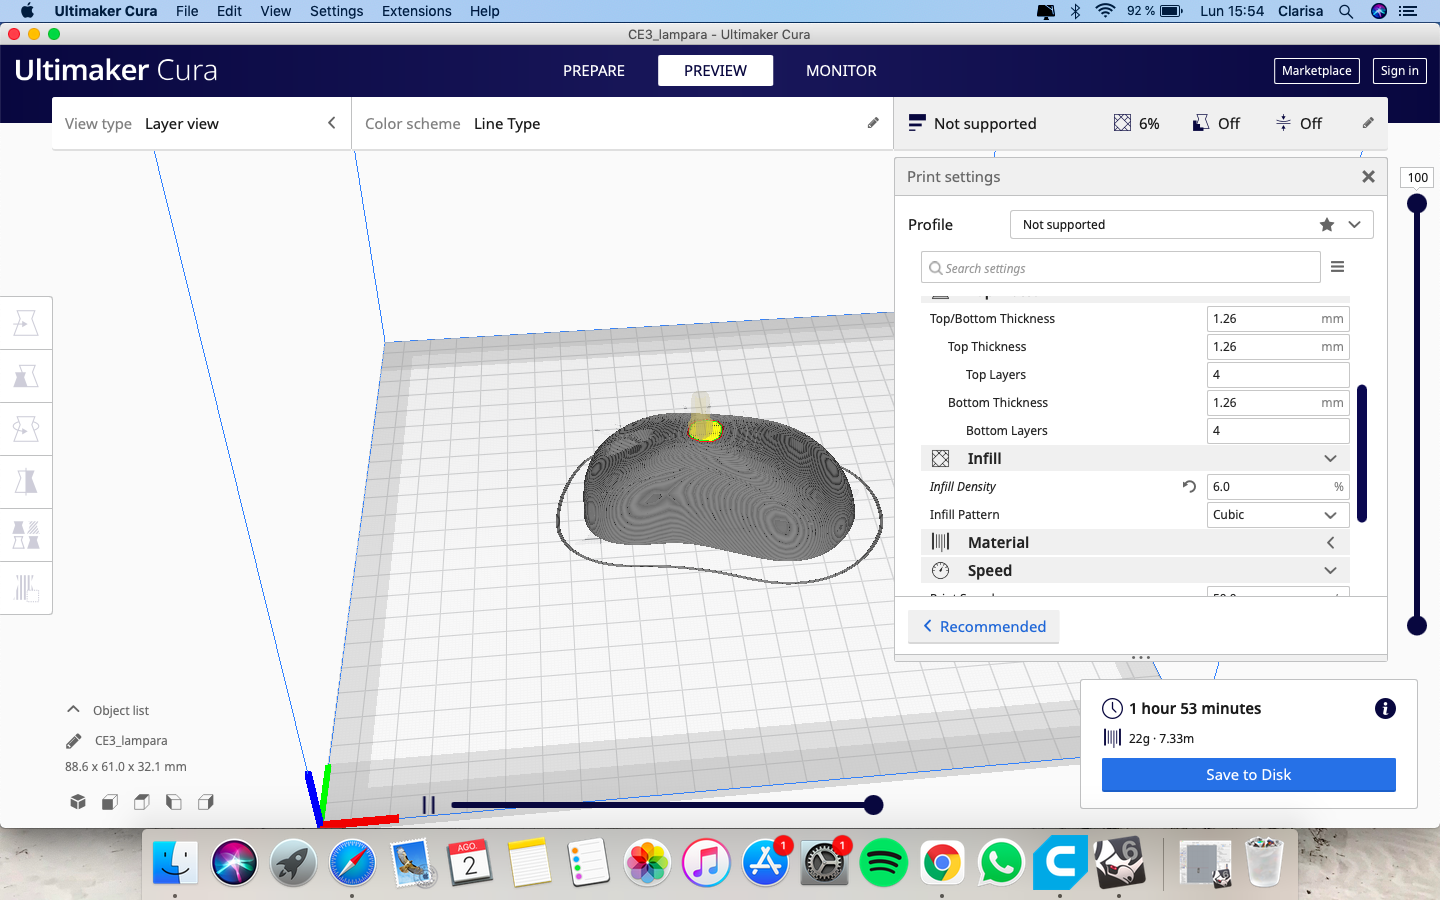 Ultimaker Cura File Edit View Settings Extensions Help 92 % Lun 15:54 Clarisa
CE3_lampara - Ultimaker Cura
Ultimaker Cura PREPARE PREVIEW MONITOR Marketplace Sign in
View type Layer view Color scheme Line Type Not supported 6% Off Off
Print settings
100
Profile Not supported
Search settings
Top/Bottom Thickness 1.26 mm
Top Thickness 1.26 mm
Top Layers 4
Bottom Thickness 1.26 mm
Bottom Layers 4
Infill
Infill Density 6.0 %
Infill Pattern Cubic
Material
Speed
Recommended
Object list
CE3_lampara
88.6 x 61.0 x 32.1 mm
1 hour 53 minutes
22g · 7.33m
Save to Disk
AGO.
2
1
1
6